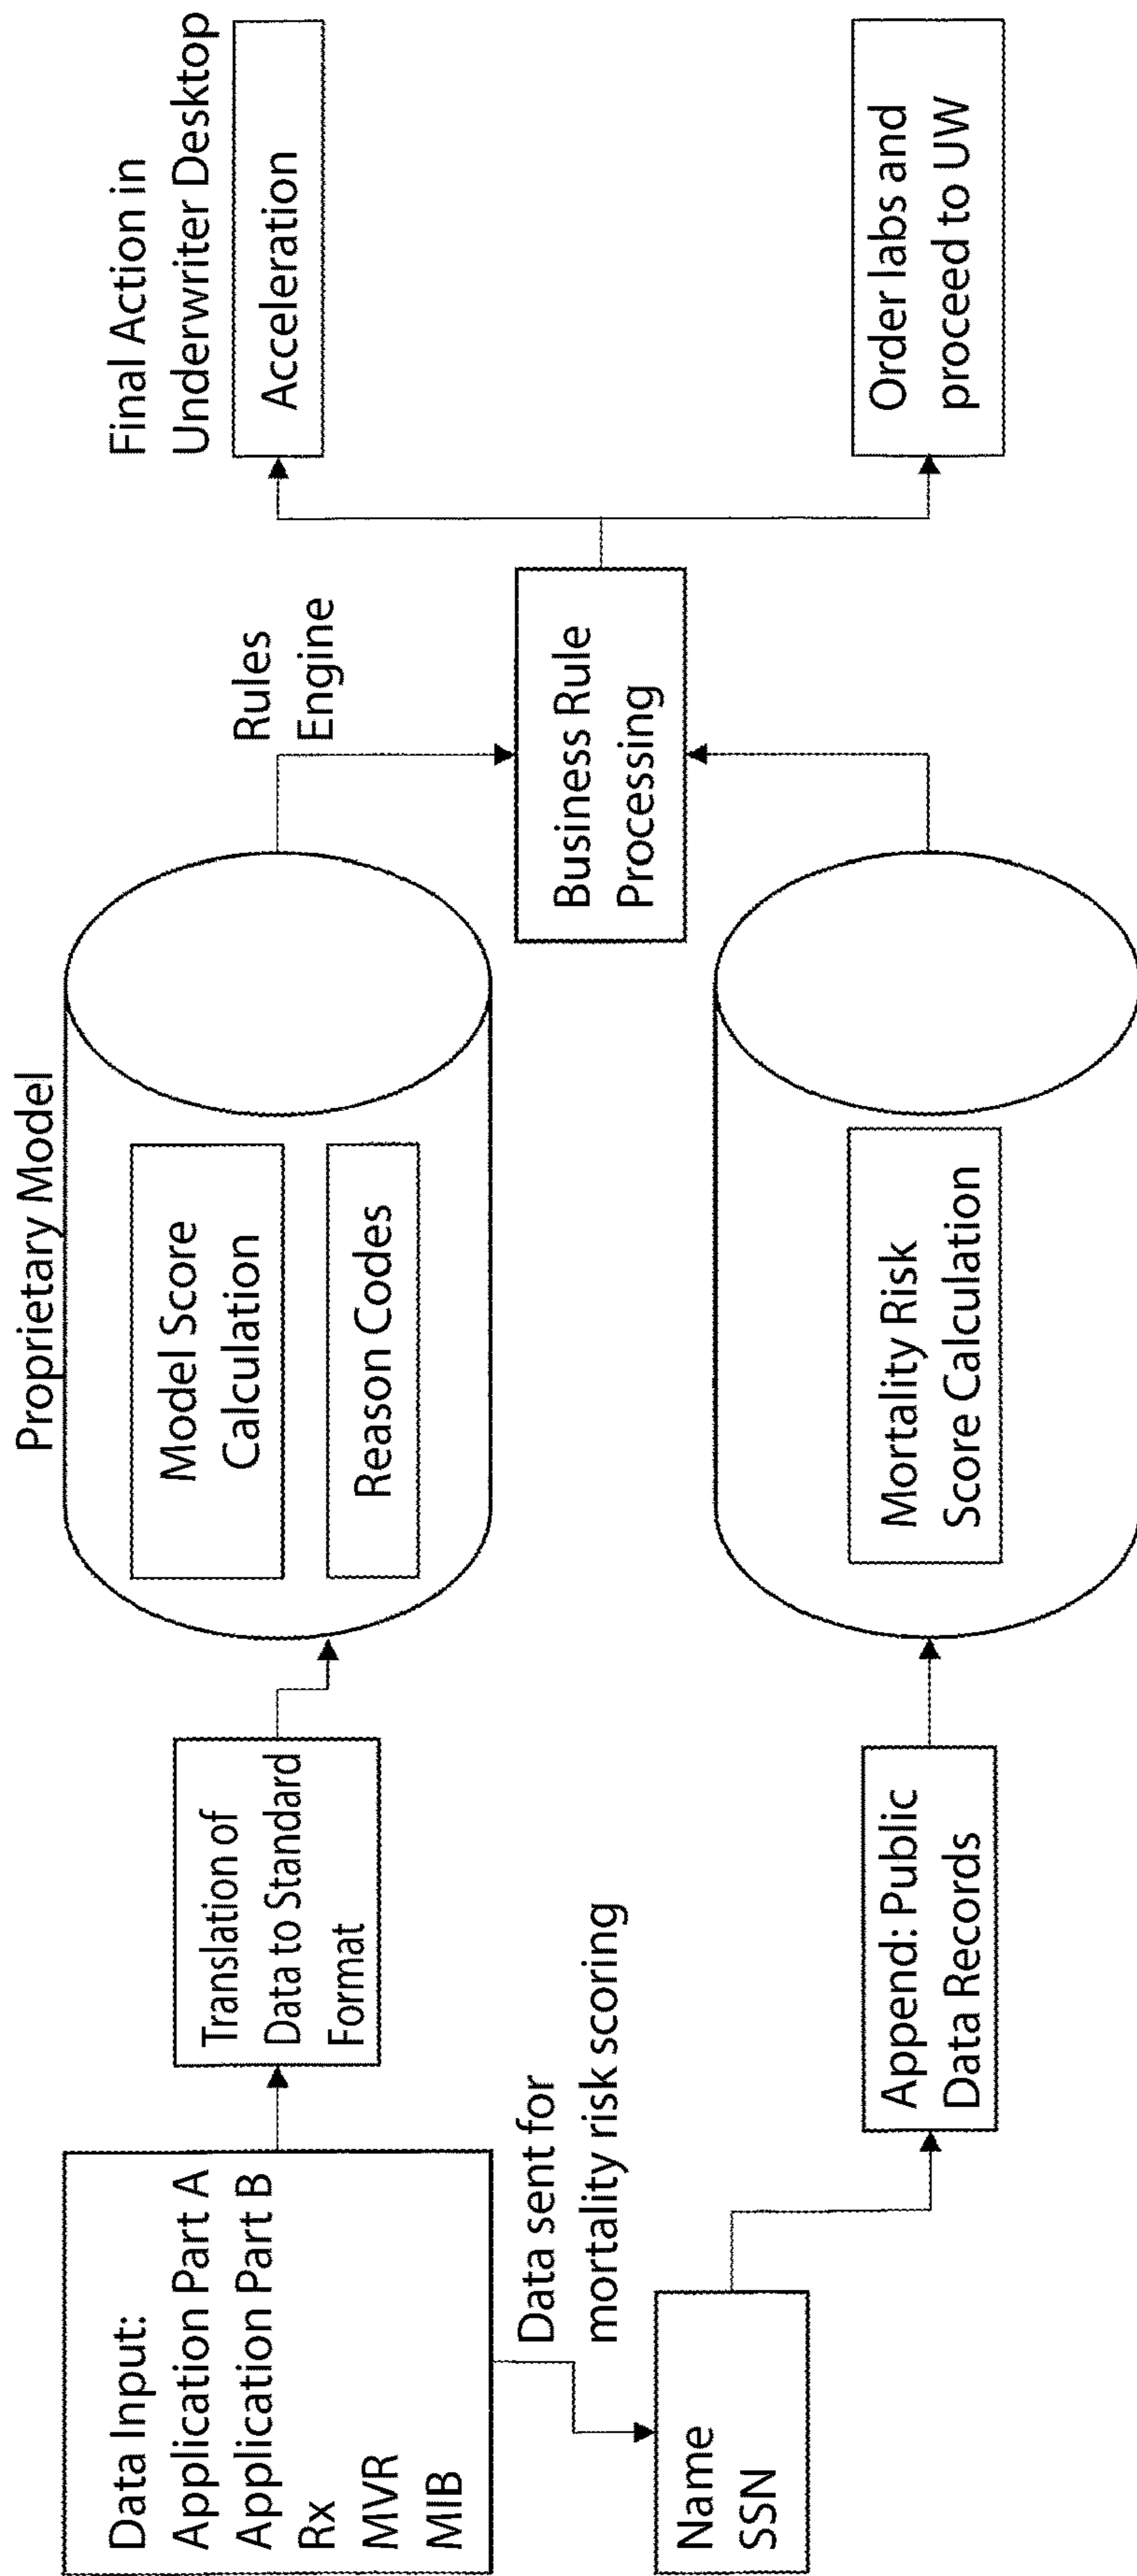 Data Input:
Application Part A
Application Part B
Rx
MVR
MIB
Translation of
Data to Standard
Format
Proprietary Model
Model Score
Calculation
Reason Codes
Rules
Engine
Business Rule
Processing
Final Action in
Underwriter Desktop
Acceleration
Order labs and
proceed to UW
Data sent for
mortality risk scoring
Name
SSN
Append: Public
Data Records
Mortality Risk
Score Calculation